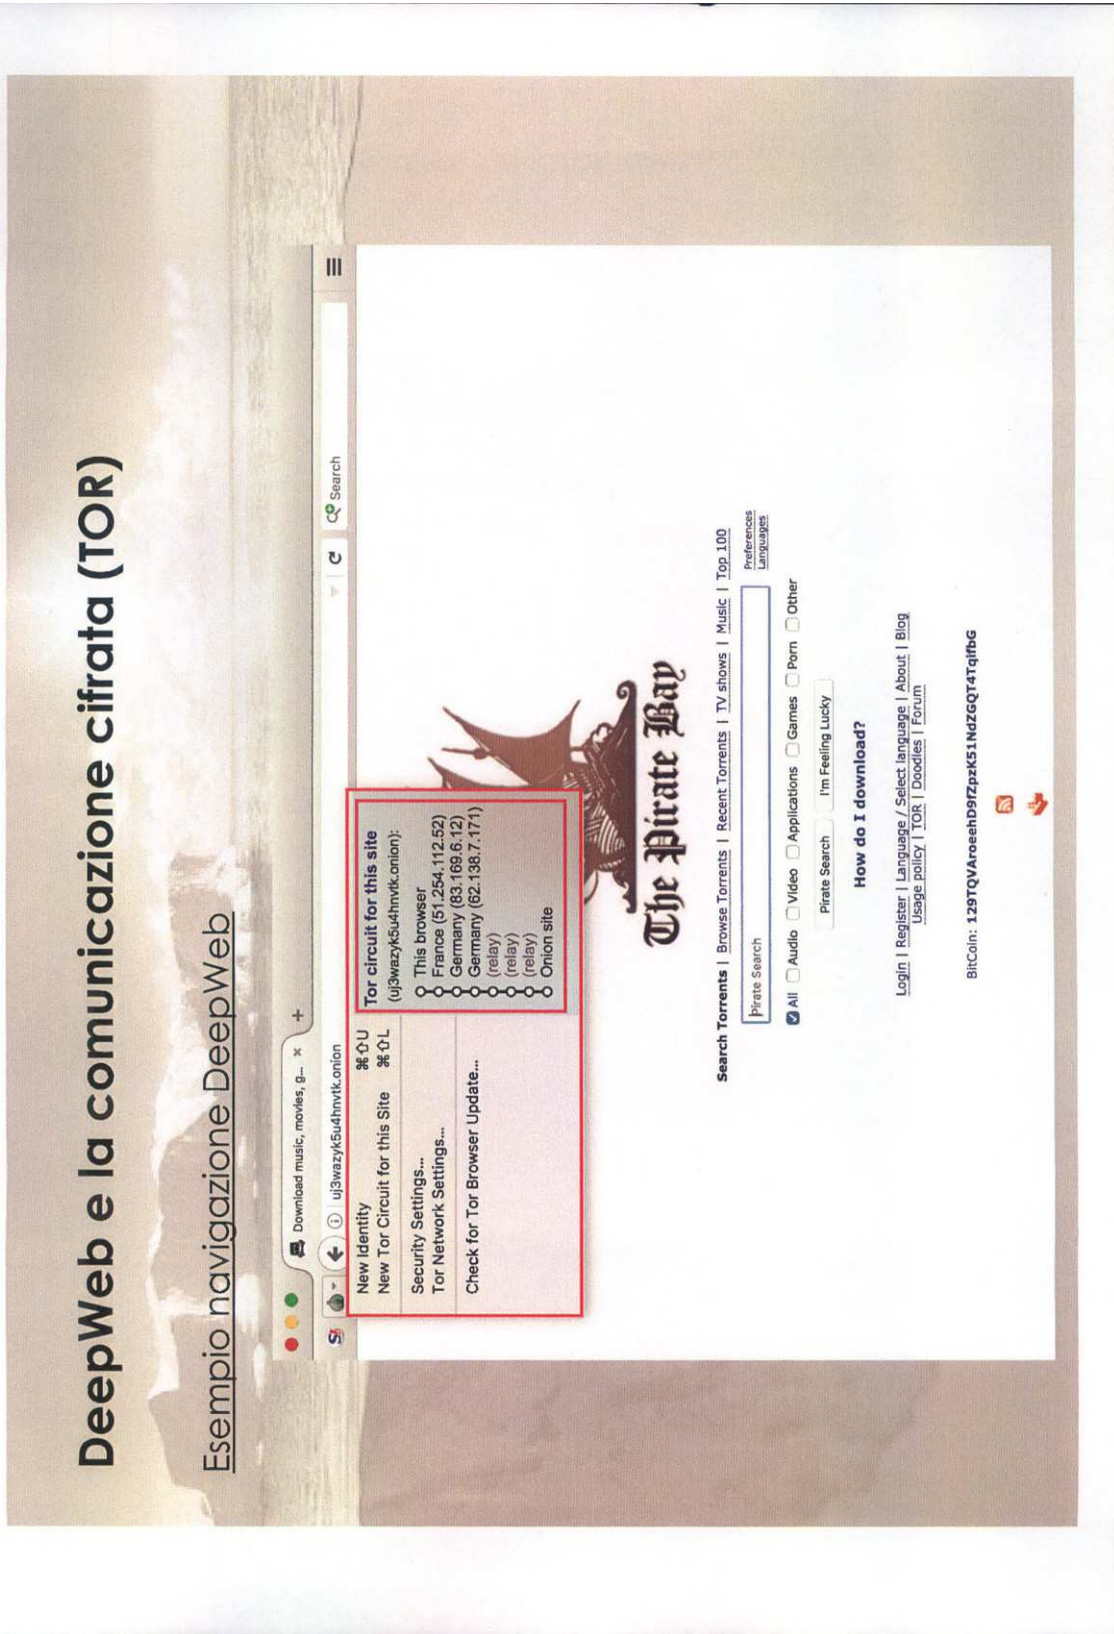 DeepWeb e la comunicazione cifrata (TOR)
Esempio navigazione DeepWeb
Download music, movies, g... × +
uj3wazyk5u4hnvtk.onion
Search
New Identity ⌘⇧U
New Tor Circuit for this Site ⌘⇧L
Security Settings...
Tor Network Settings...
Check for Tor Browser Update...
Tor circuit for this site
(uj3wazyk5u4hnvtk.onion):
This browser
France (51.254.112.52)
Germany (83.169.6.12)
Germany (62.138.7.171)
(relay)
(relay)
(relay)
Onion site
The Pirate Bay
Search Torrents | Browse Torrents | Recent Torrents | TV shows | Music | Top 100
Pirate Search
Preferences
Languages
All Audio Video Applications Games Porn Other
Pirate Search I'm Feeling Lucky
How do I download?
Login | Register | Language / Select language | About | Blog
Usage policy | TOR | Doodles | Forum
BitCoin: 129TQVAroeehD9fZpzK51NdZGQT4TqifbG